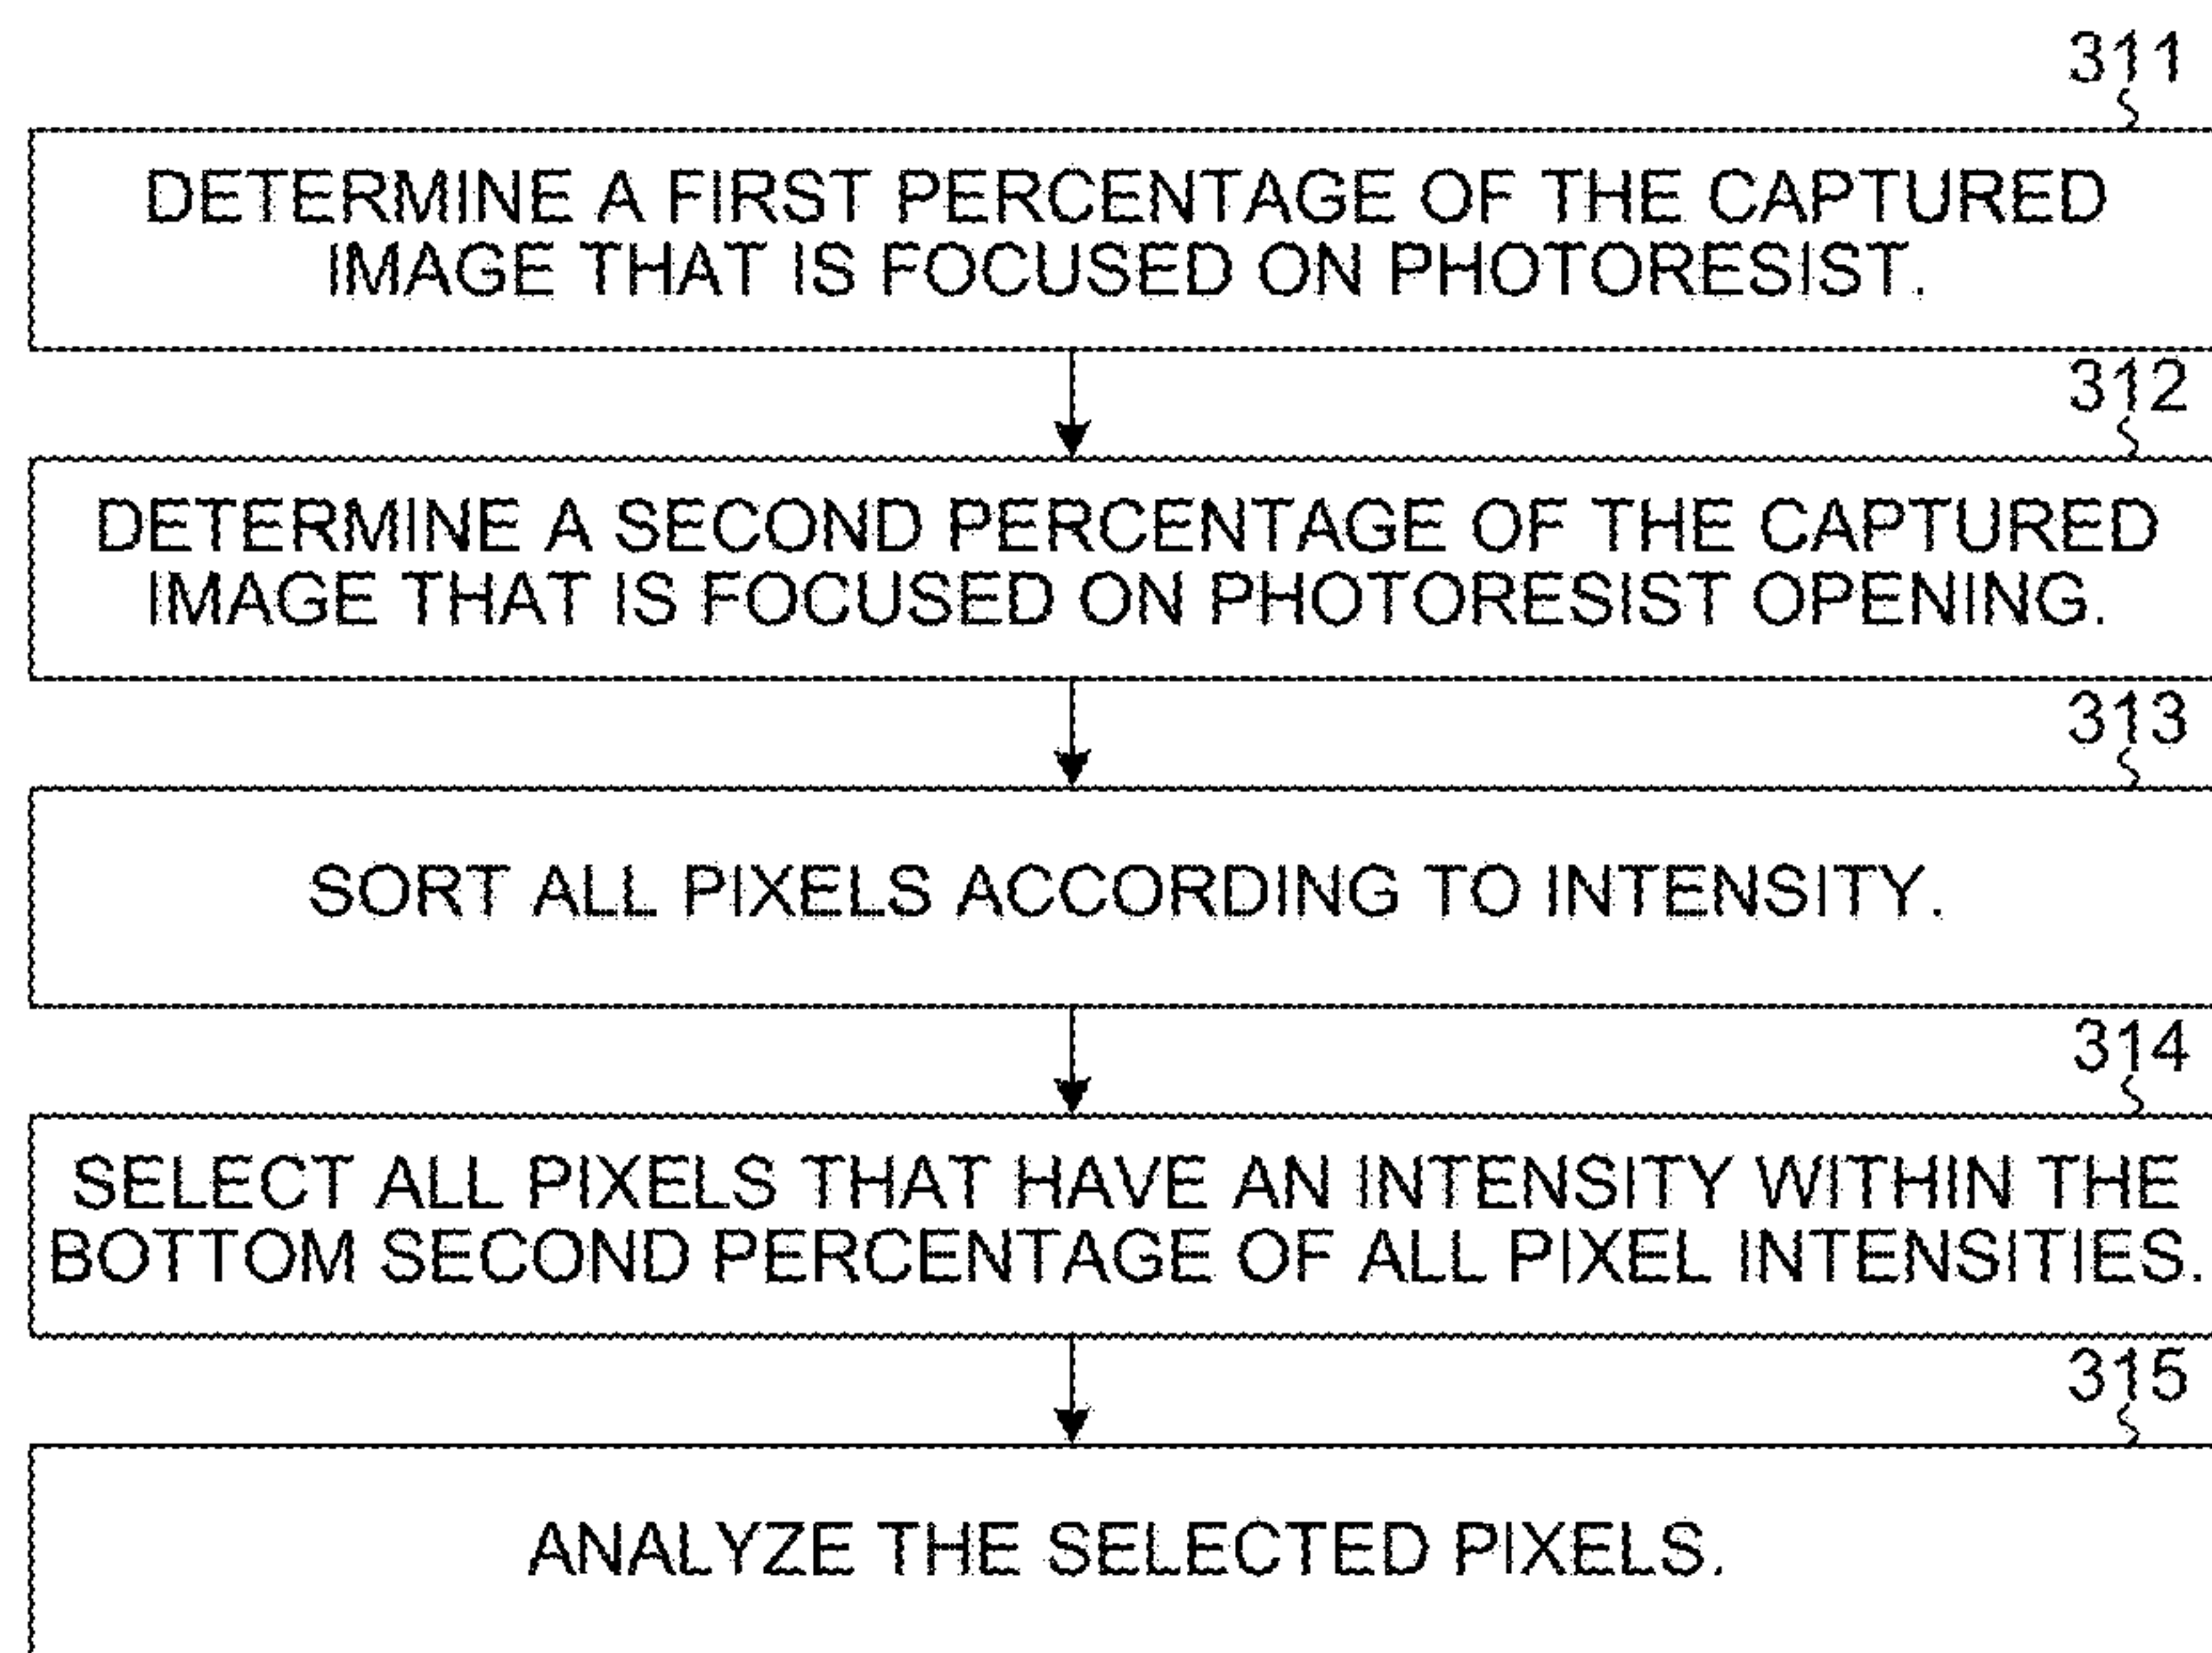 311
DETERMINE A FIRST PERCENTAGE OF THE CAPTURED
IMAGE THAT IS FOCUSED ON PHOTORESIST.
312
DETERMINE A SECOND PERCENTAGE OF THE CAPTURED
IMAGE THAT IS FOCUSED ON PHOTORESIST OPENING.
313
SORT ALL PIXELS ACCORDING TO INTENSITY.
314
SELECT ALL PIXELS THAT HAVE AN INTENSITY WITHIN THE
BOTTOM SECOND PERCENTAGE OF ALL PIXEL INTENSITIES.
315
ANALYZE THE SELECTED PIXELS.